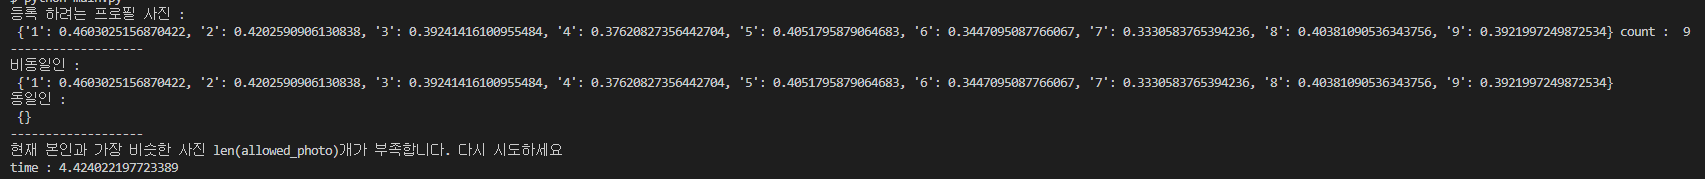 $ python main.py
등록 하려는 프로필 사진 :
{'1': 0.4603025156870422, '2': 0.4202590906130838, '3': 0.39241416100955484, '4': 0.37620827356442704, '5': 0.4051795879064683, '6': 0.3447095087766067, '7': 0.3330583765394236, '8': 0.40381090536343756, '9': 0.3921997249872534} count :  9
-------------------
비동일인 :
{'1': 0.4603025156870422, '2': 0.4202590906130838, '3': 0.39241416100955484, '4': 0.37620827356442704, '5': 0.4051795879064683, '6': 0.3447095087766067, '7': 0.3330583765394236, '8': 0.40381090536343756, '9': 0.3921997249872534}
동일인 :
{}
-------------------
현재 본인과 가장 비슷한 사진 len(allowed_photo)개가 부족합니다. 다시 시도하세요
time : 4.424022197723389